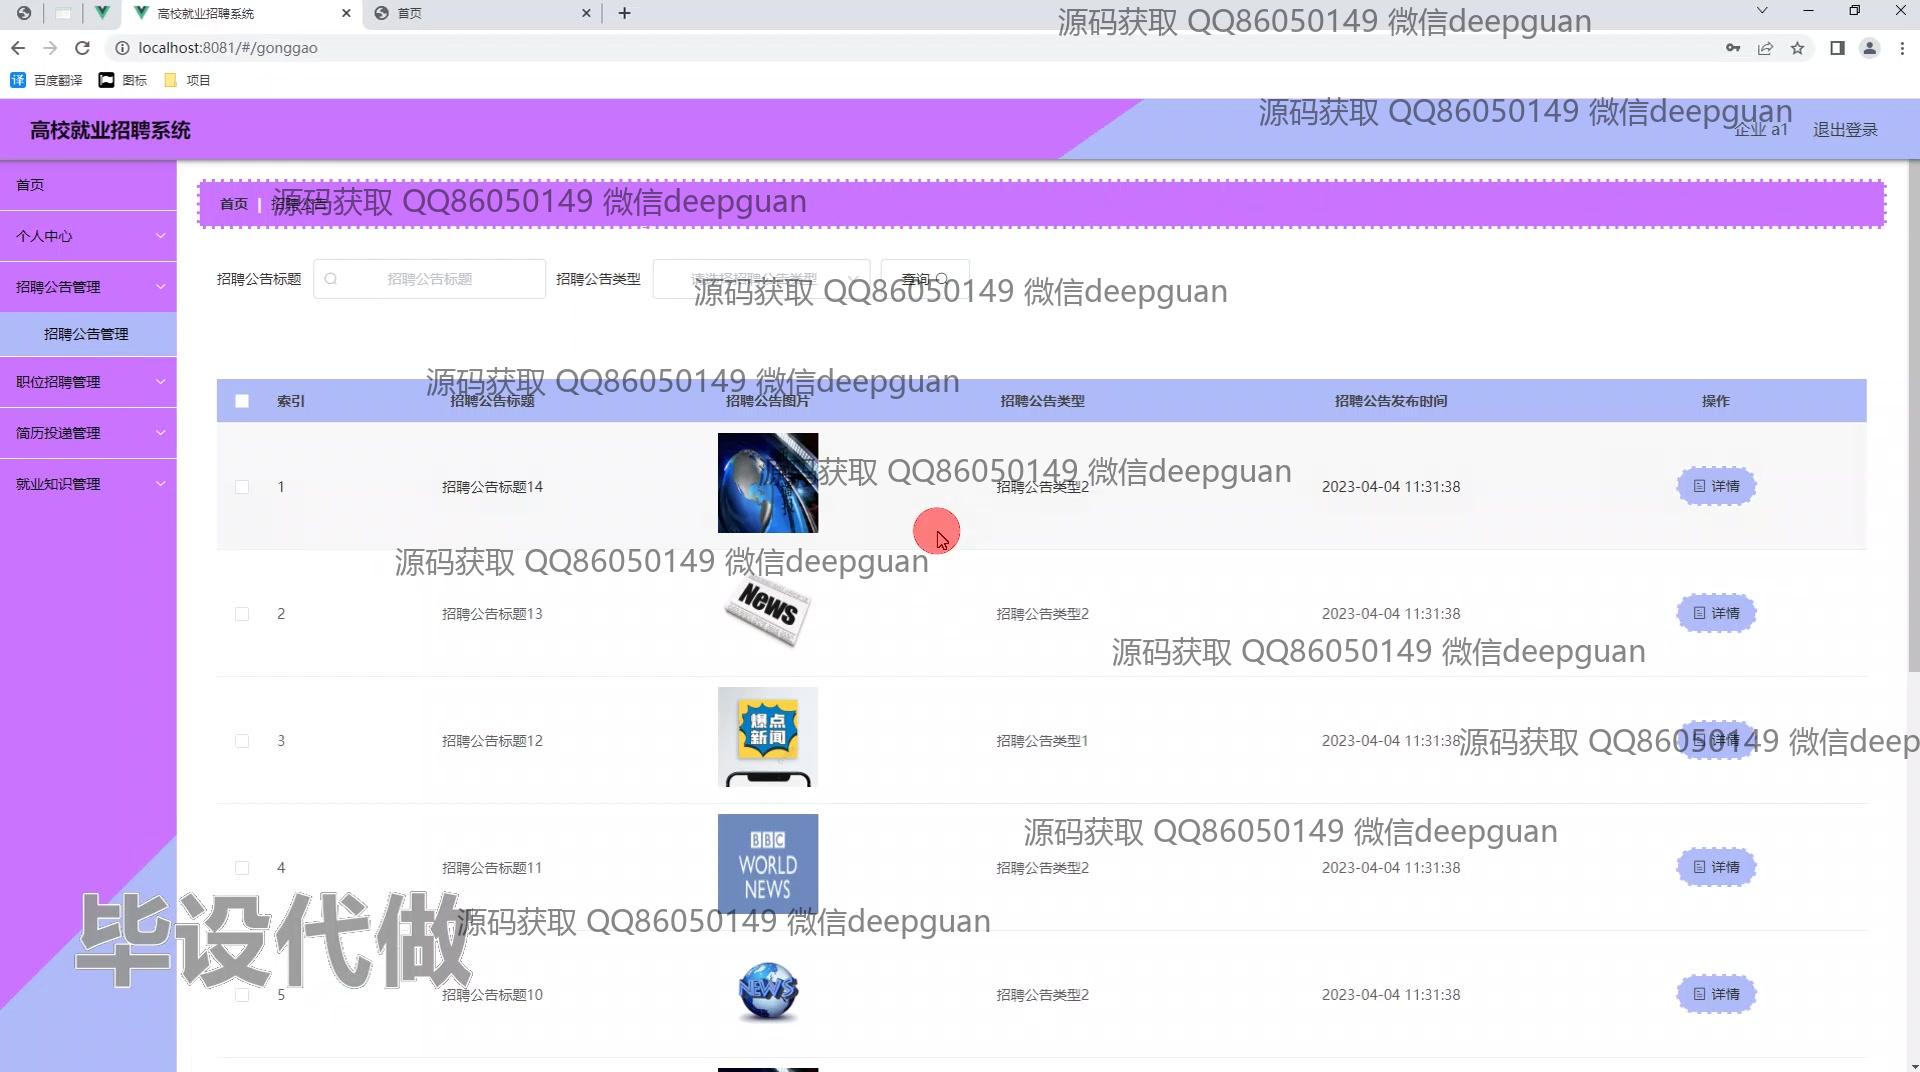 高校就业招聘系统
首页
源码获取 QQ86050149 微信deepguan
localhost:8081/#/gonggao
译 百度翻译 图标 项目
源码获取 QQ86050149 微信deepguan
高校就业招聘系统
企业 a1 退出登录
首页
个人中心
招聘公告管理
招聘公告管理
职位招聘管理
简历投递管理
就业知识管理
首页 | 招聘公告
源码获取 QQ86050149 微信deepguan
招聘公告标题 招聘公告标题 招聘公告类型 请选择招聘公告类型 查询
源码获取 QQ86050149 微信deepguan
源码获取 QQ86050149 微信deepguan
索引 招聘公告标题 招聘公告图片 招聘公告类型 招聘公告发布时间 操作
源码获取 QQ86050149 微信deepguan
1 招聘公告标题14 招聘公告类型2 2023-04-04 11:31:38 详情
源码获取 QQ86050149 微信deepguan
2 招聘公告标题13 News 招聘公告类型2 2023-04-04 11:31:38 详情
源码获取 QQ86050149 微信deepguan
爆点
新闻
3 招聘公告标题12 招聘公告类型1 2023-04-04 11:31:38 详情
源码获取 QQ86050149 微信deep
源码获取 QQ86050149 微信deepguan
BBC
WORLD
NEWS
4 招聘公告标题11 招聘公告类型2 2023-04-04 11:31:38 详情
源码获取 QQ86050149 微信deepguan
毕设代做
5 招聘公告标题10 NEWS 招聘公告类型2 2023-04-04 11:31:38 详情